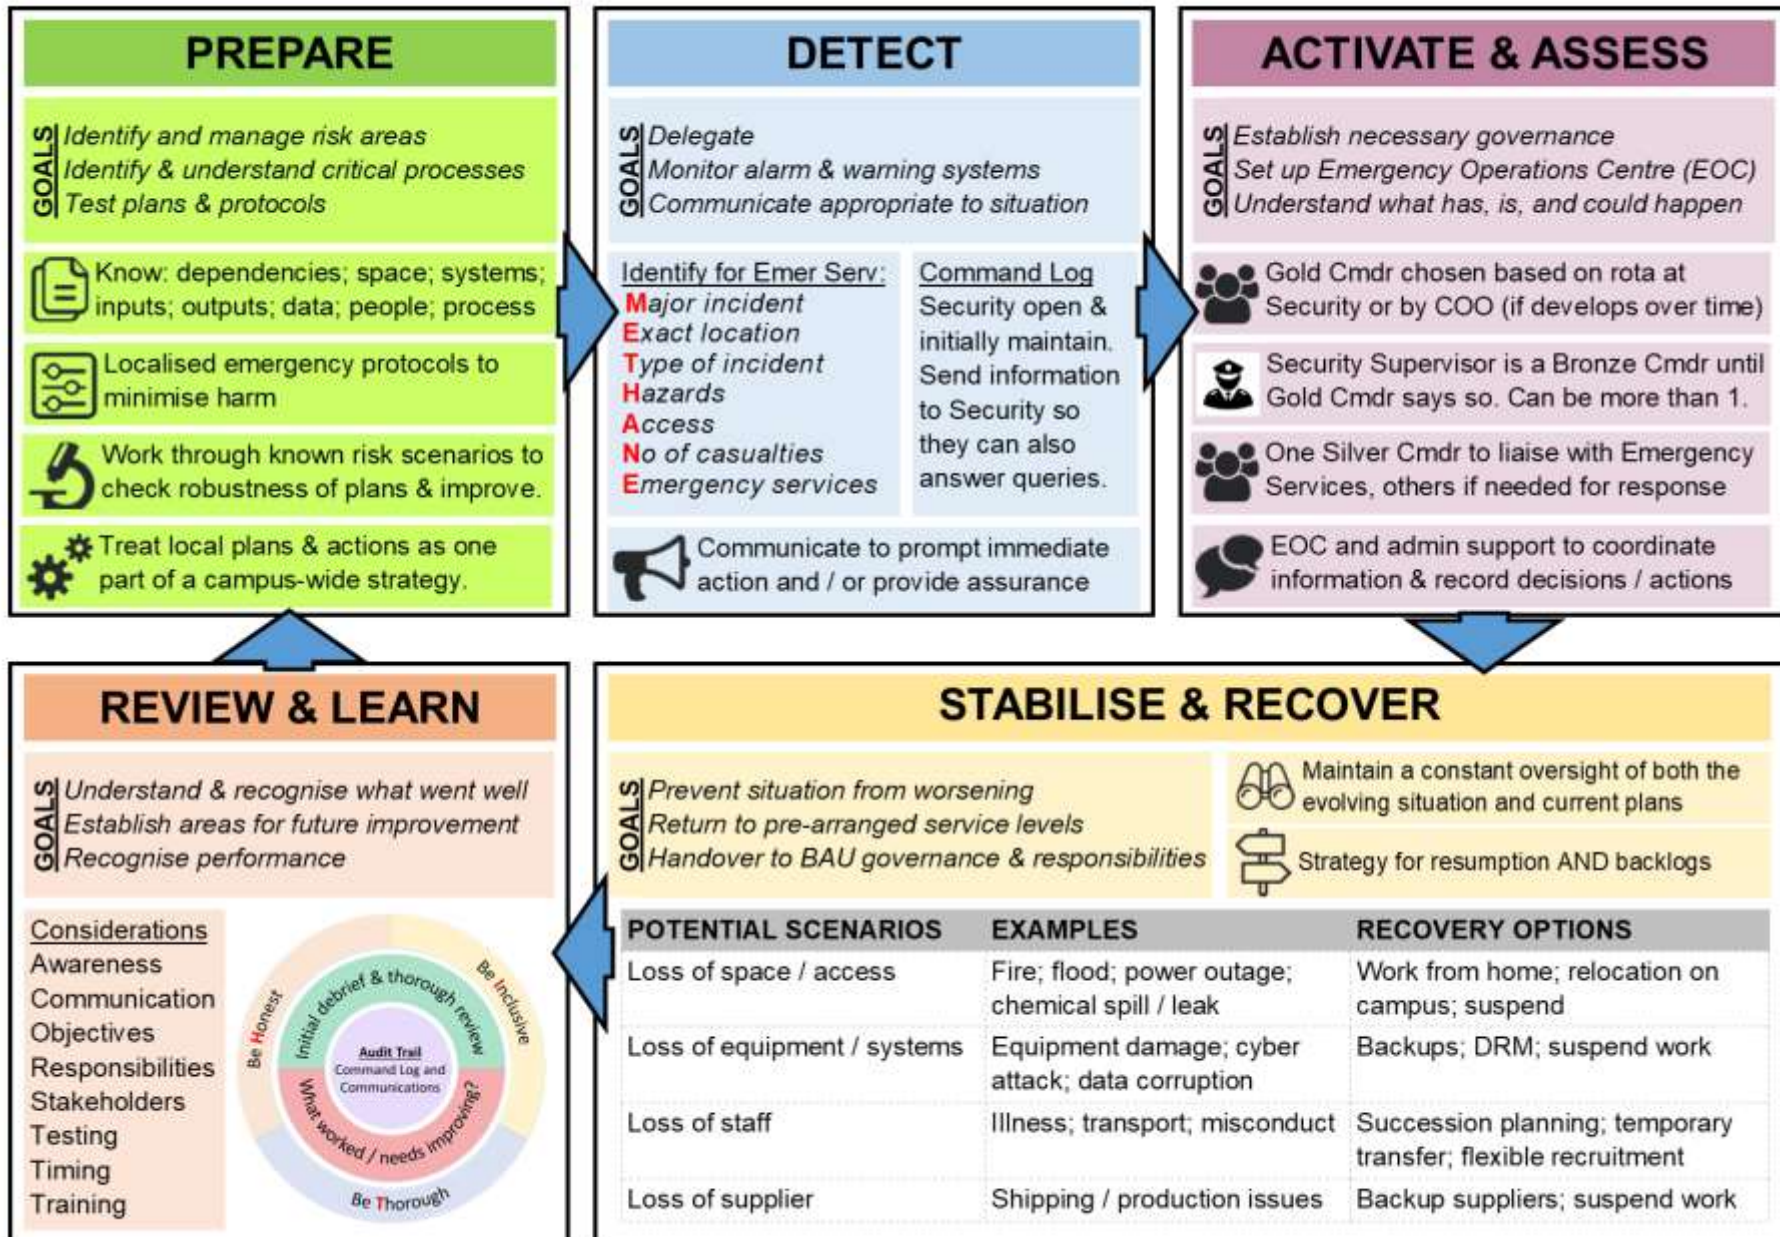 PREPARE
GOALS
Identify and manage risk areas
Identify & understand critical processes
Test plans & protocols
Know: dependencies; space; systems;
inputs; outputs; data; people; process
Localised emergency protocols to
minimise harm
Work through known risk scenarios to
check robustness of plans & improve.
Treat local plans & actions as one
part of a campus-wide strategy.
DETECT
GOALS
Delegate
Monitor alarm & warning systems
Communicate appropriate to situation
Identify for Emer Serv:
Major incident
Exact location
Type of incident
Hazards
Access
No of casualties
Emergency services
Command Log
Security open &
initially maintain.
Send information
to Security so
they can also
answer queries.
Communicate to prompt immediate
action and / or provide assurance
ACTIVATE & ASSESS
GOALS
Establish necessary governance
Set up Emergency Operations Centre (EOC)
Understand what has, is, and could happen
Gold Cmdr chosen based on rota at
Security or by COO (if develops over time)
Security Supervisor is a Bronze Cmdr until
Gold Cmdr says so. Can be more than 1.
One Silver Cmdr to liaise with Emergency
Services, others if needed for response
EOC and admin support to coordinate
information & record decisions / actions
STABILISE & RECOVER
GOALS
Prevent situation from worsening
Return to pre-arranged service levels
Handover to BAU governance & responsibilities
Maintain a constant oversight of both the
evolving situation and current plans
Strategy for resumption AND backlogs
POTENTIAL SCENARIOS EXAMPLES RECOVERY OPTIONS
Loss of space / access Fire; flood; power outage; Work from home; relocation on
chemical spill / leak campus; suspend
Loss of equipment / systems Equipment damage; cyber Backups; DRM; suspend work
attack; data corruption
Loss of staff Illness; transport; misconduct Succession planning; temporary
transfer; flexible recruitment
Loss of supplier Shipping / production issues Backup suppliers; suspend work
REVIEW & LEARN
GOALS
Understand & recognise what went well
Establish areas for future improvement
Recognise performance
Considerations
Awareness
Communication
Objectives
Responsibilities
Stakeholders
Testing
Timing
Training
Be Honest
Be Inclusive
Be Thorough
Initial debrief & thorough review
What worked / needs improving?
Audit Trail
Command Log and
Communications